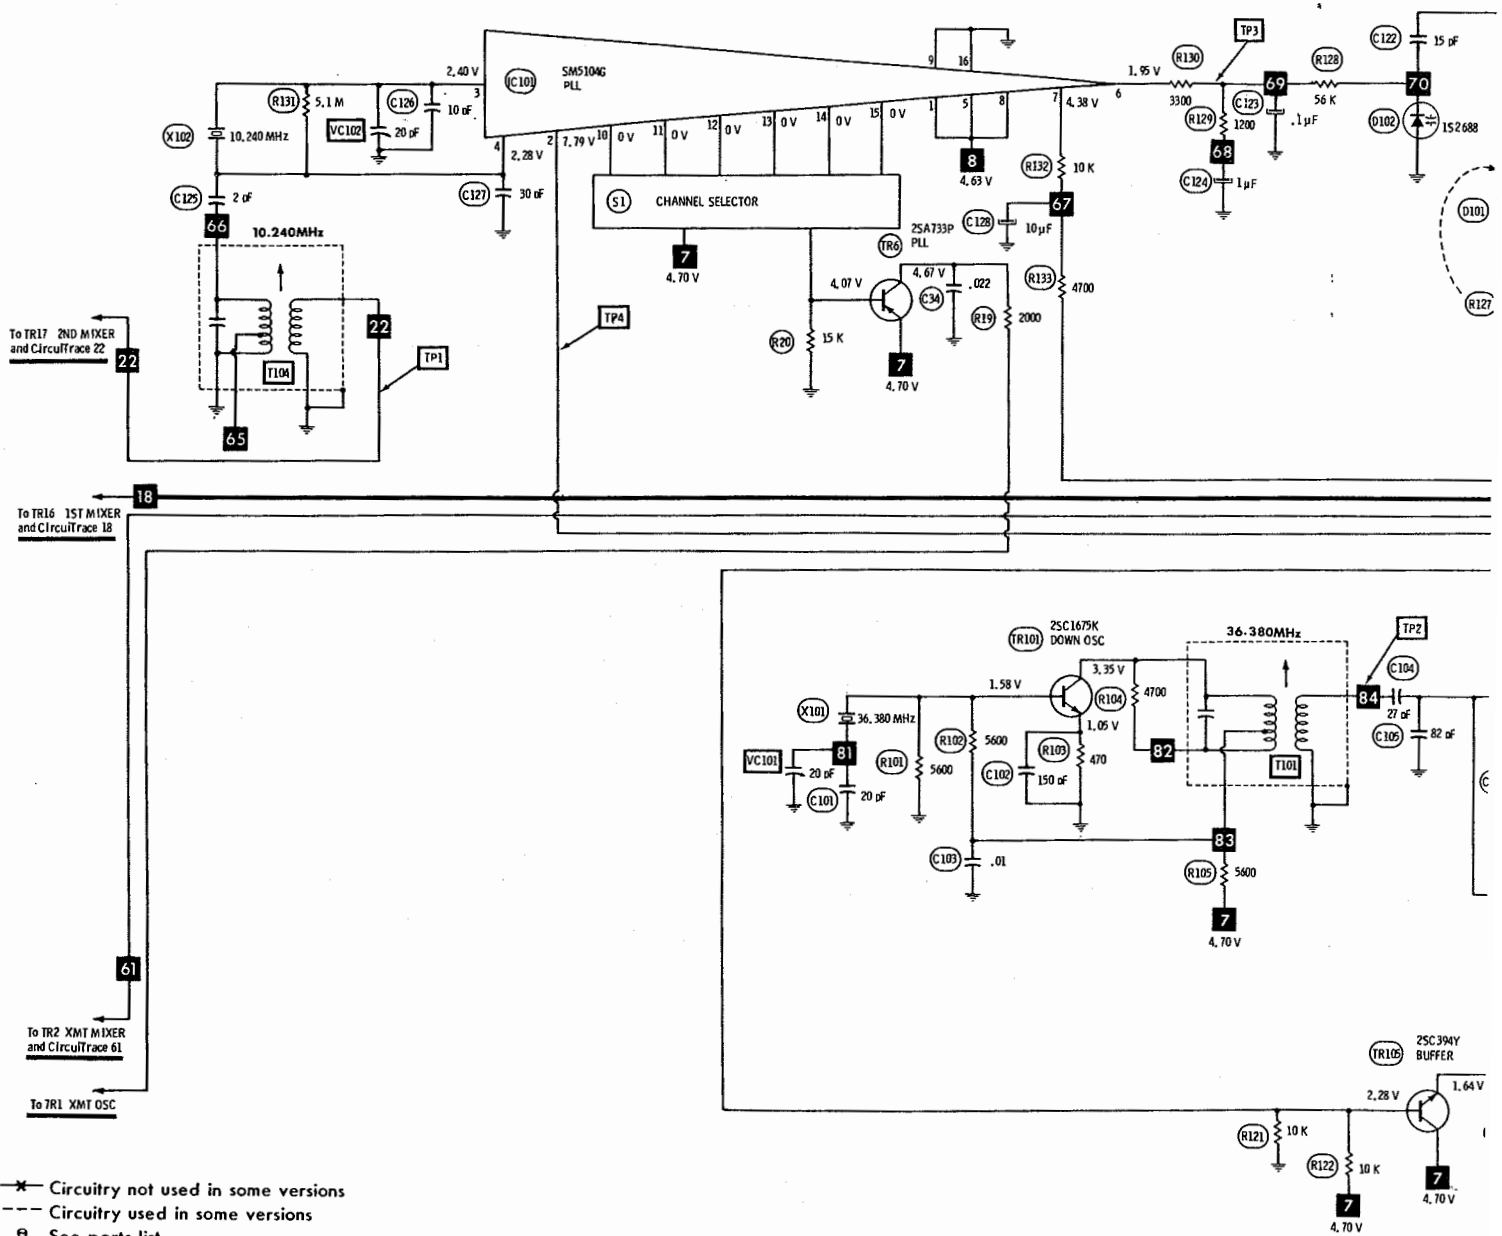 TP3
C122
15 pF
R130
R128
1.95 V
6
3300
69
56 K
70
9
16
IC101
SM5104G
PLL
2.40 V
3
R131
5.1 M
C126
10 pF
VC102
20 pF
X102
10.240 MHz
4
2.28 V
2
7.79 V
10
0 V
11
0 V
12
0 V
13
0 V
14
0 V
15
0 V
1
5
8
7
4.38 V
C123
.1µF
R129
1200
D102
1S2688
68
C124
1µF
8
4.63 V
R132
10 K
C125
2 pF
C127
30 pF
S1
CHANNEL SELECTOR
66
10.240MHz
67
C128
10µF
2SA733P
PLL
TR6
D101
7
4.70 V
4.07 V
4.67 V
C34
.022
R133
4700
R127
R19
2000
TP4
R20
15 K
7
4.70 V
To TR17 2ND MIXER
and CircuiTrace 22
22
22
TP1
T104
65
18
To TR16 1ST MIXER
and CircuiTrace 18
2SC1675K
DOWN OSC
TR101
36.380MHz
TP2
3.35 V
C104
1.58 V
R104
4700
84
27 pF
C105
82 pF
X101
36.380 MHz
1.05 V
VC101
20 pF
81
R102
5600
R103
470
82
T101
R101
5600
C102
150 pF
C101
20 pF
83
C103
.01
R105
5600
7
4.70 V
61
To TR2 XMT MIXER
and CircuiTrace 61
To TR1 XMT OSC
2SC394Y
BUFFER
TR105
2.28 V
1.64 V
R121
10 K
R122
10 K
7
4.70 V
7
4.70 V
Circuitry not used in some versions
Circuitry used in some versions
See parts list